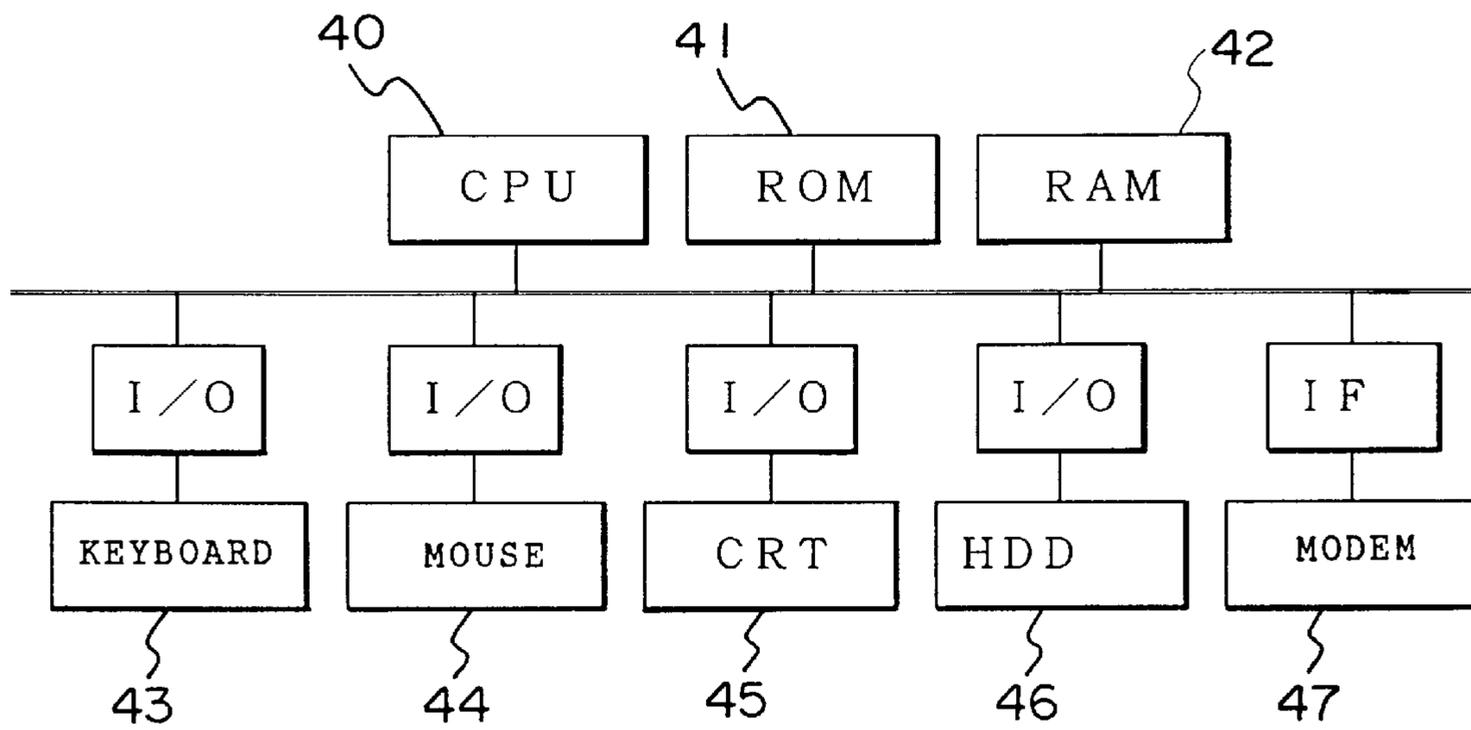 40 41 42
CPU ROM RAM
I/O I/O I/O I/O IF
KEYBOARD MOUSE CRT HDD MODEM
43 44 45 46 47